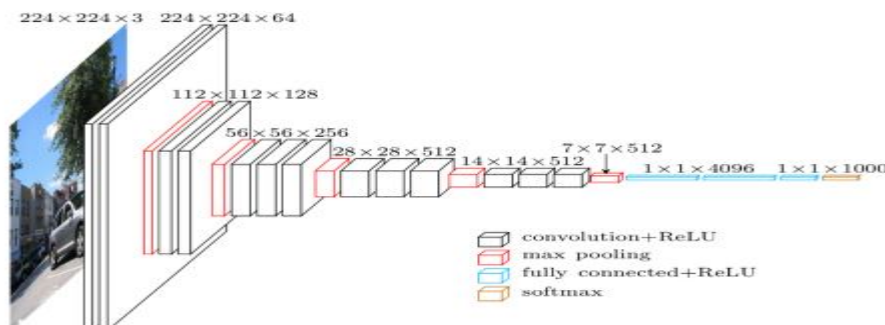 224×224×3
224×224×64
112×112×128
56×56×256
28×28×512
14×14×512
7×7×512
1×1×4096
1×1×1000
convolution+ReLU
max pooling
fully connected+ReLU
softmax